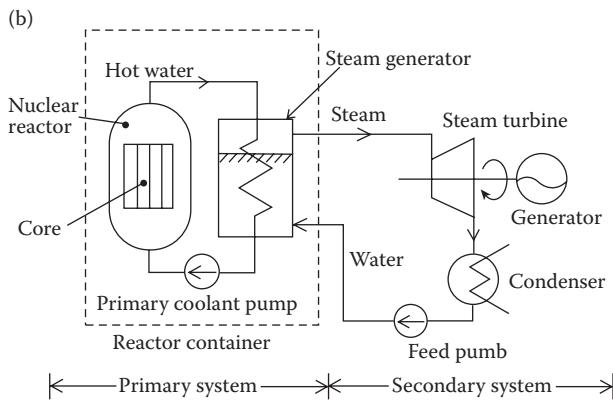 (b)
Hot water
Steam generator
Nuclear
reactor
Steam
Steam turbine
Core
Generator
Water
Condenser
Primary coolant pump
Reactor container
Feed pumb
Primary system
Secondary system